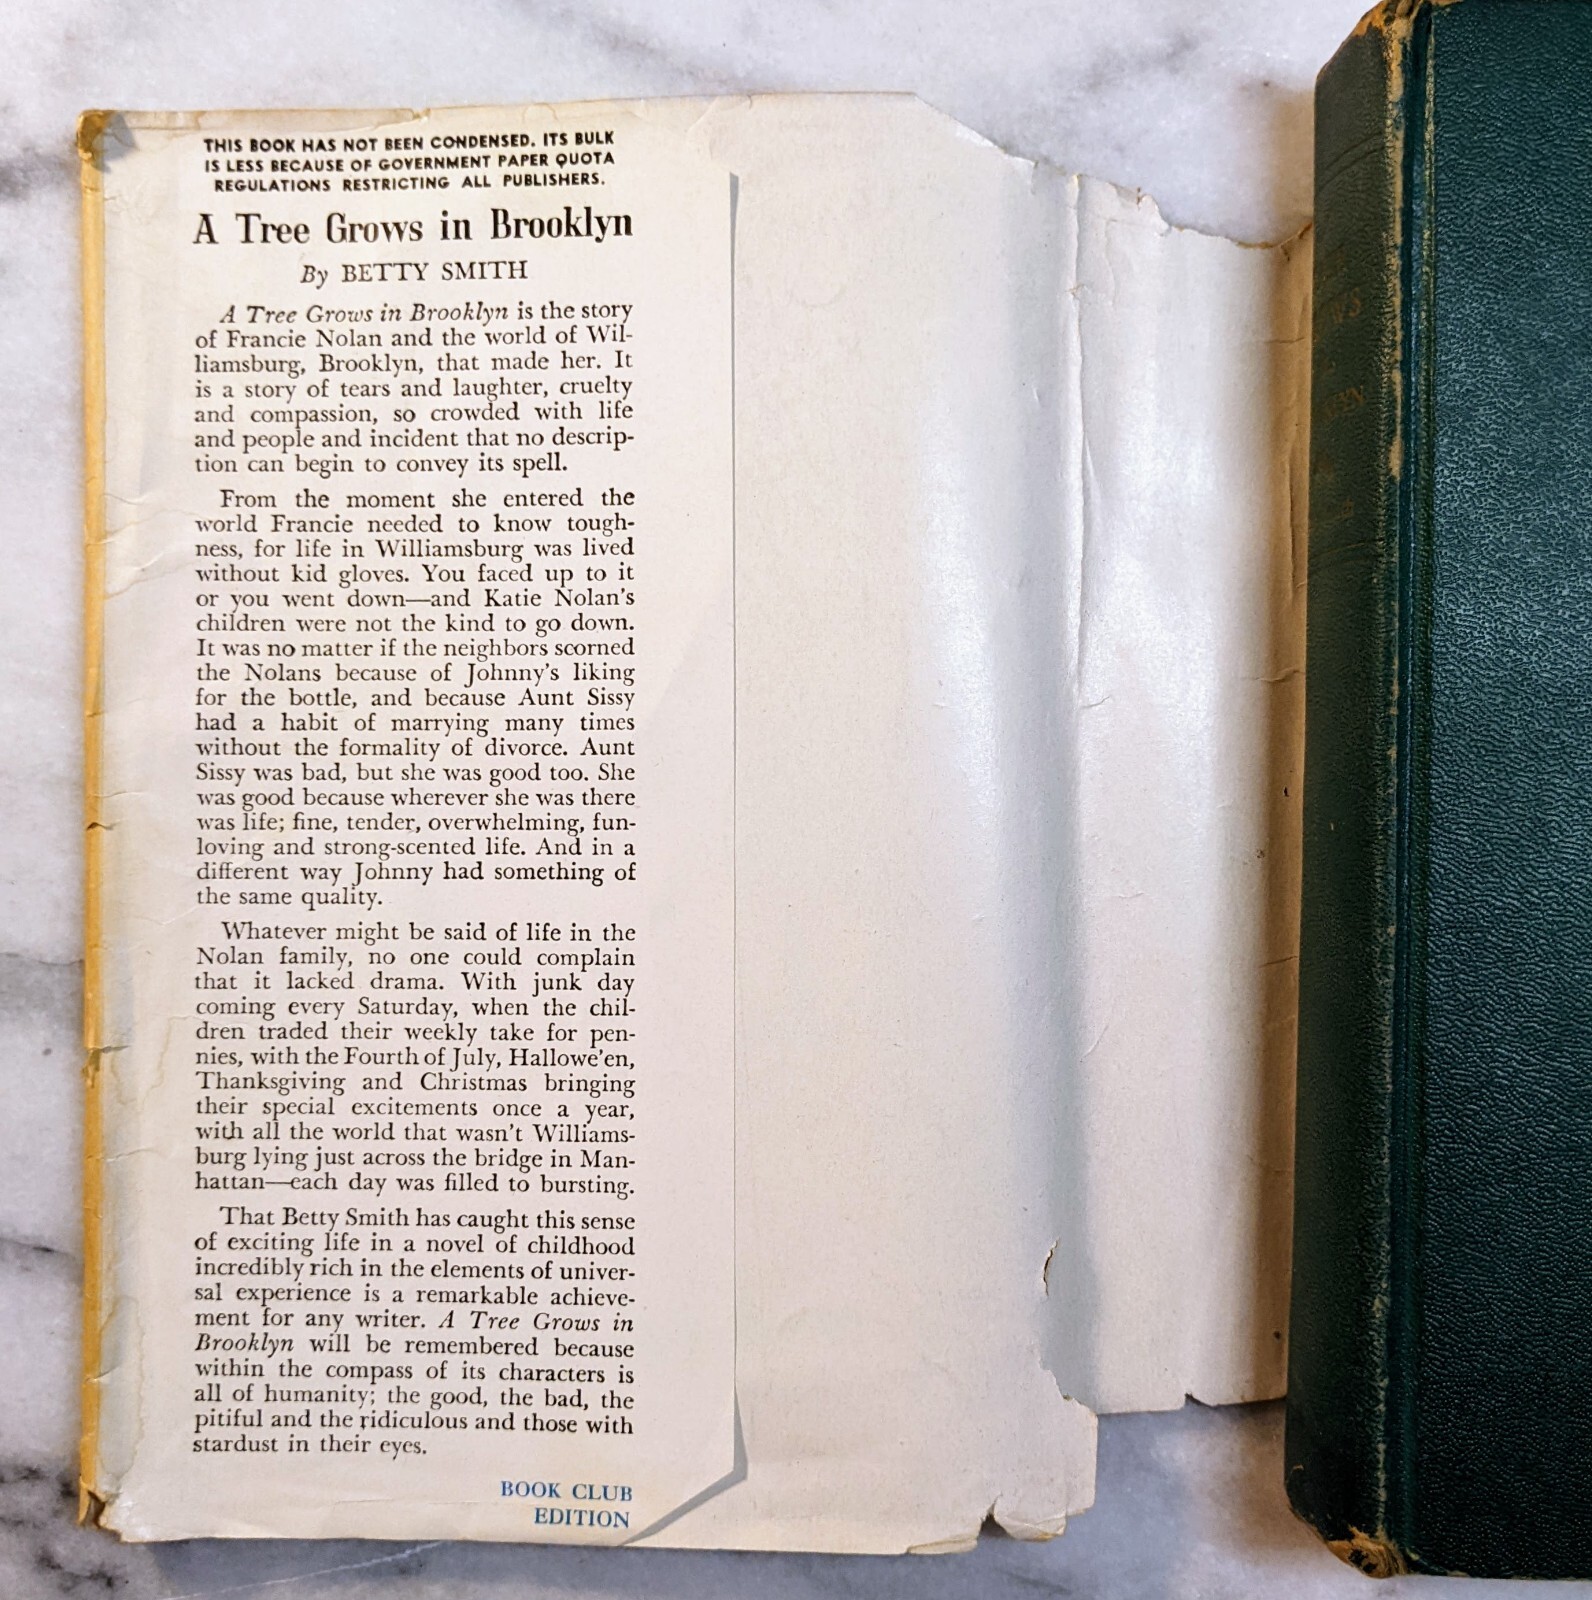 THIS BOOK HAS NOT BEEN CONDENSED. ITS BULK
IS LESS BECAUSE OF GOVERNMENT PAPER QUOTA
REGULATIONS RESTRICTING ALL PUBLISHERS.
A Tree Grows in Brooklyn
By BETTY SMITH
A Tree Grows in Brooklyn is the story
of Francie Nolan and the world of Wil-
liamsburg, Brooklyn, that made her. It
is a story of tears and laughter, cruelty
and compassion, so crowded with life
and people and incident that no descrip-
tion can begin to convey its spell.
From the moment she entered the
world Francie needed to know tough-
ness, for life in Williamsburg was lived
without kid gloves. You faced up to it
or you went down—and Katie Nolan's
children were not the kind to go down.
It was no matter if the neighbors scorned
the Nolans because of Johnny's liking
for the bottle, and because Aunt Sissy
had a habit of marrying many times
without the formality of divorce. Aunt
Sissy was bad, but she was good too. She
was good because wherever she was there
was life; fine, tender, overwhelming, fun-
loving and strong-scented life. And in a
different way Johnny had something of
the same quality.
Whatever might be said of life in the
Nolan family, no one could complain
that it lacked drama. With junk day
coming every Saturday, when the chil-
dren traded their weekly take for pen-
nies, with the Fourth of July, Hallowe'en,
Thanksgiving and Christmas bringing
their special excitements once a year,
with all the world that wasn't Williams-
burg lying just across the bridge in Man-
hattan—each day was filled to bursting.
That Betty Smith has caught this sense
of exciting life in a novel of childhood
incredibly rich in the elements of univer-
sal experience is a remarkable achieve-
ment for any writer. A Tree Grows in
Brooklyn will be remembered because
within the compass of its characters is
all of humanity; the good, the bad, the
pitiful and the ridiculous and those with
stardust in their eyes.
BOOK CLUB
EDITION